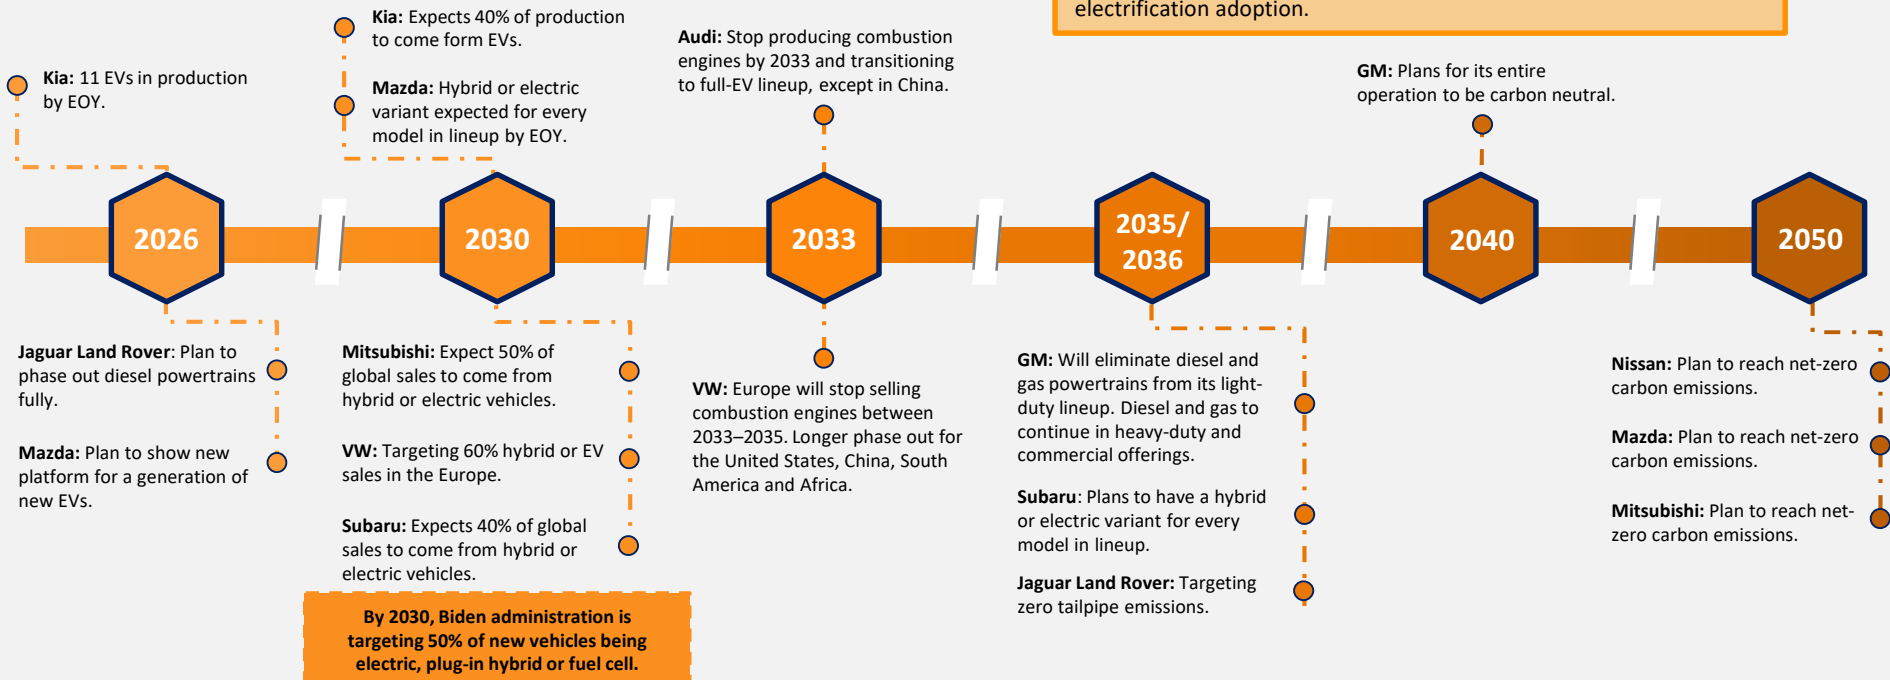 electrification adoption.
Kia: 11 EVs in production
by EOY.
Kia: Expects 40% of production
to come form EVs.
Mazda: Hybrid or electric
variant expected for every
model in lineup by EOY.
Audi: Stop producing combustion
engines by 2033 and transitioning
to full-EV lineup, except in China.
GM: Plans for its entire
operation to be carbon neutral.
2026
2030
2033
2035/
2036
2040
2050
Jaguar Land Rover: Plan to
phase out diesel powertrains
fully.
Mazda: Plan to show new
platform for a generation of
new EVs.
Mitsubishi: Expect 50% of
global sales to come from
hybrid or electric vehicles.
VW: Targeting 60% hybrid or EV
sales in the Europe.
Subaru: Expects 40% of global
sales to come from hybrid or
electric vehicles.
By 2030, Biden administration is
targeting 50% of new vehicles being
electric, plug-in hybrid or fuel cell.
VW: Europe will stop selling
combustion engines between
2033–2035. Longer phase out for
the United States, China, South
America and Africa.
GM: Will eliminate diesel and
gas powertrains from its light-
duty lineup. Diesel and gas to
continue in heavy-duty and
commercial offerings.
Subaru: Plans to have a hybrid
or electric variant for every
model in lineup.
Jaguar Land Rover: Targeting
zero tailpipe emissions.
Nissan: Plan to reach net-zero
carbon emissions.
Mazda: Plan to reach net-zero
carbon emissions.
Mitsubishi: Plan to reach net-
zero carbon emissions.